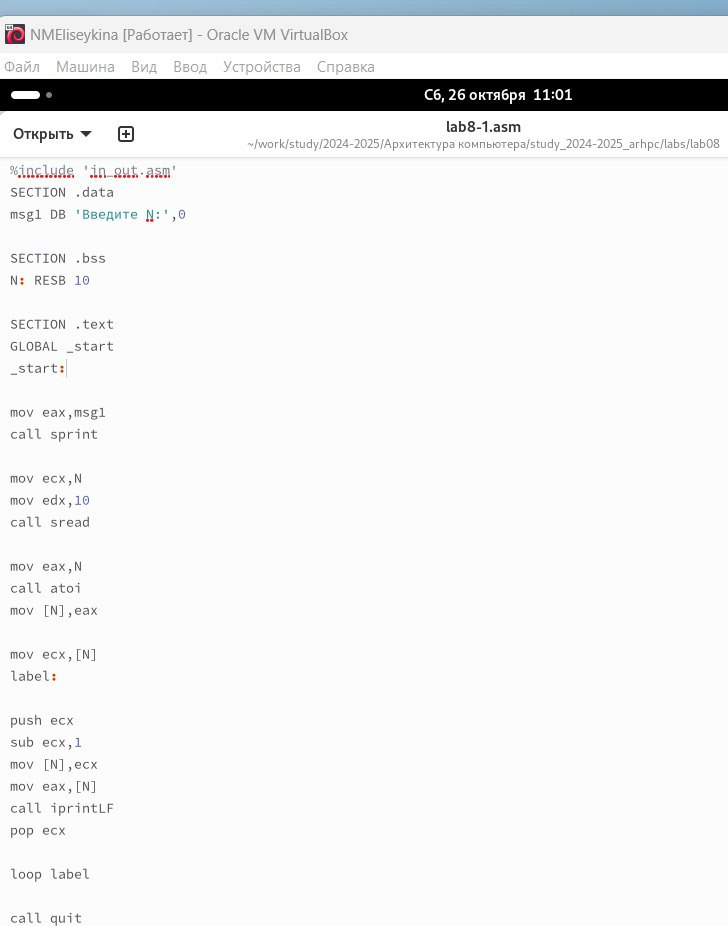 NMEliseykina [Работает] - Oracle VM VirtualBox
Файл Машина Вид Ввод Устройства Справка
Сб, 26 октября 11:01
Открыть
lab8-1.asm
~/work/study/2024-2025/Архитектура компьютера/study_2024-2025_arhpc/labs/lab08
%include 'in_out.asm'
SECTION .data
msg1 DB 'Введите N:',0
SECTION .bss
N: RESB 10
SECTION .text
GLOBAL _start
_start:
mov eax,msg1
call sprint
mov ecx,N
mov edx,10
call sread
mov eax,N
call atoi
mov [N],eax
mov ecx,[N]
label:
push ecx
sub ecx,1
mov [N],ecx
mov eax,[N]
call iprintLF
pop ecx
loop label
call quit